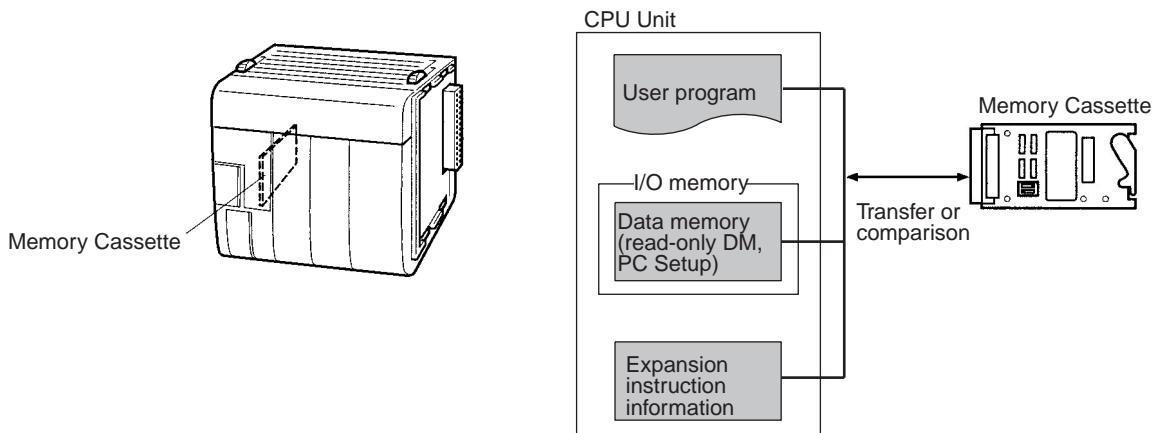 Memory Cassette
CPU Unit
User program
I/O memory
Data memory
(read-only DM,
PC Setup)
Expansion
instruction
information
Memory Cassette
Transfer or
comparison